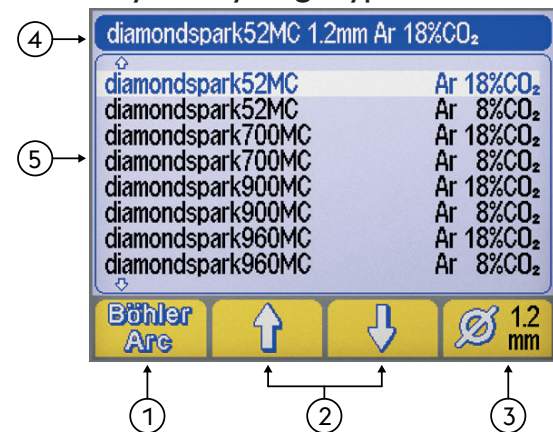 diamondspark52MC 1.2mm Ar 18%CO₂
4
diamondspark52MC Ar 18%CO₂
diamondspark52MC Ar 8%CO₂
diamondspark700MC Ar 18%CO₂
5
diamondspark700MC Ar 8%CO₂
diamondspark900MC Ar 18%CO₂
diamondspark900MC Ar 8%CO₂
diamondspark960MC Ar 18%CO₂
diamondspark960MC Ar 8%CO₂
Böhler
Arc
1.2
mm
1 2 3